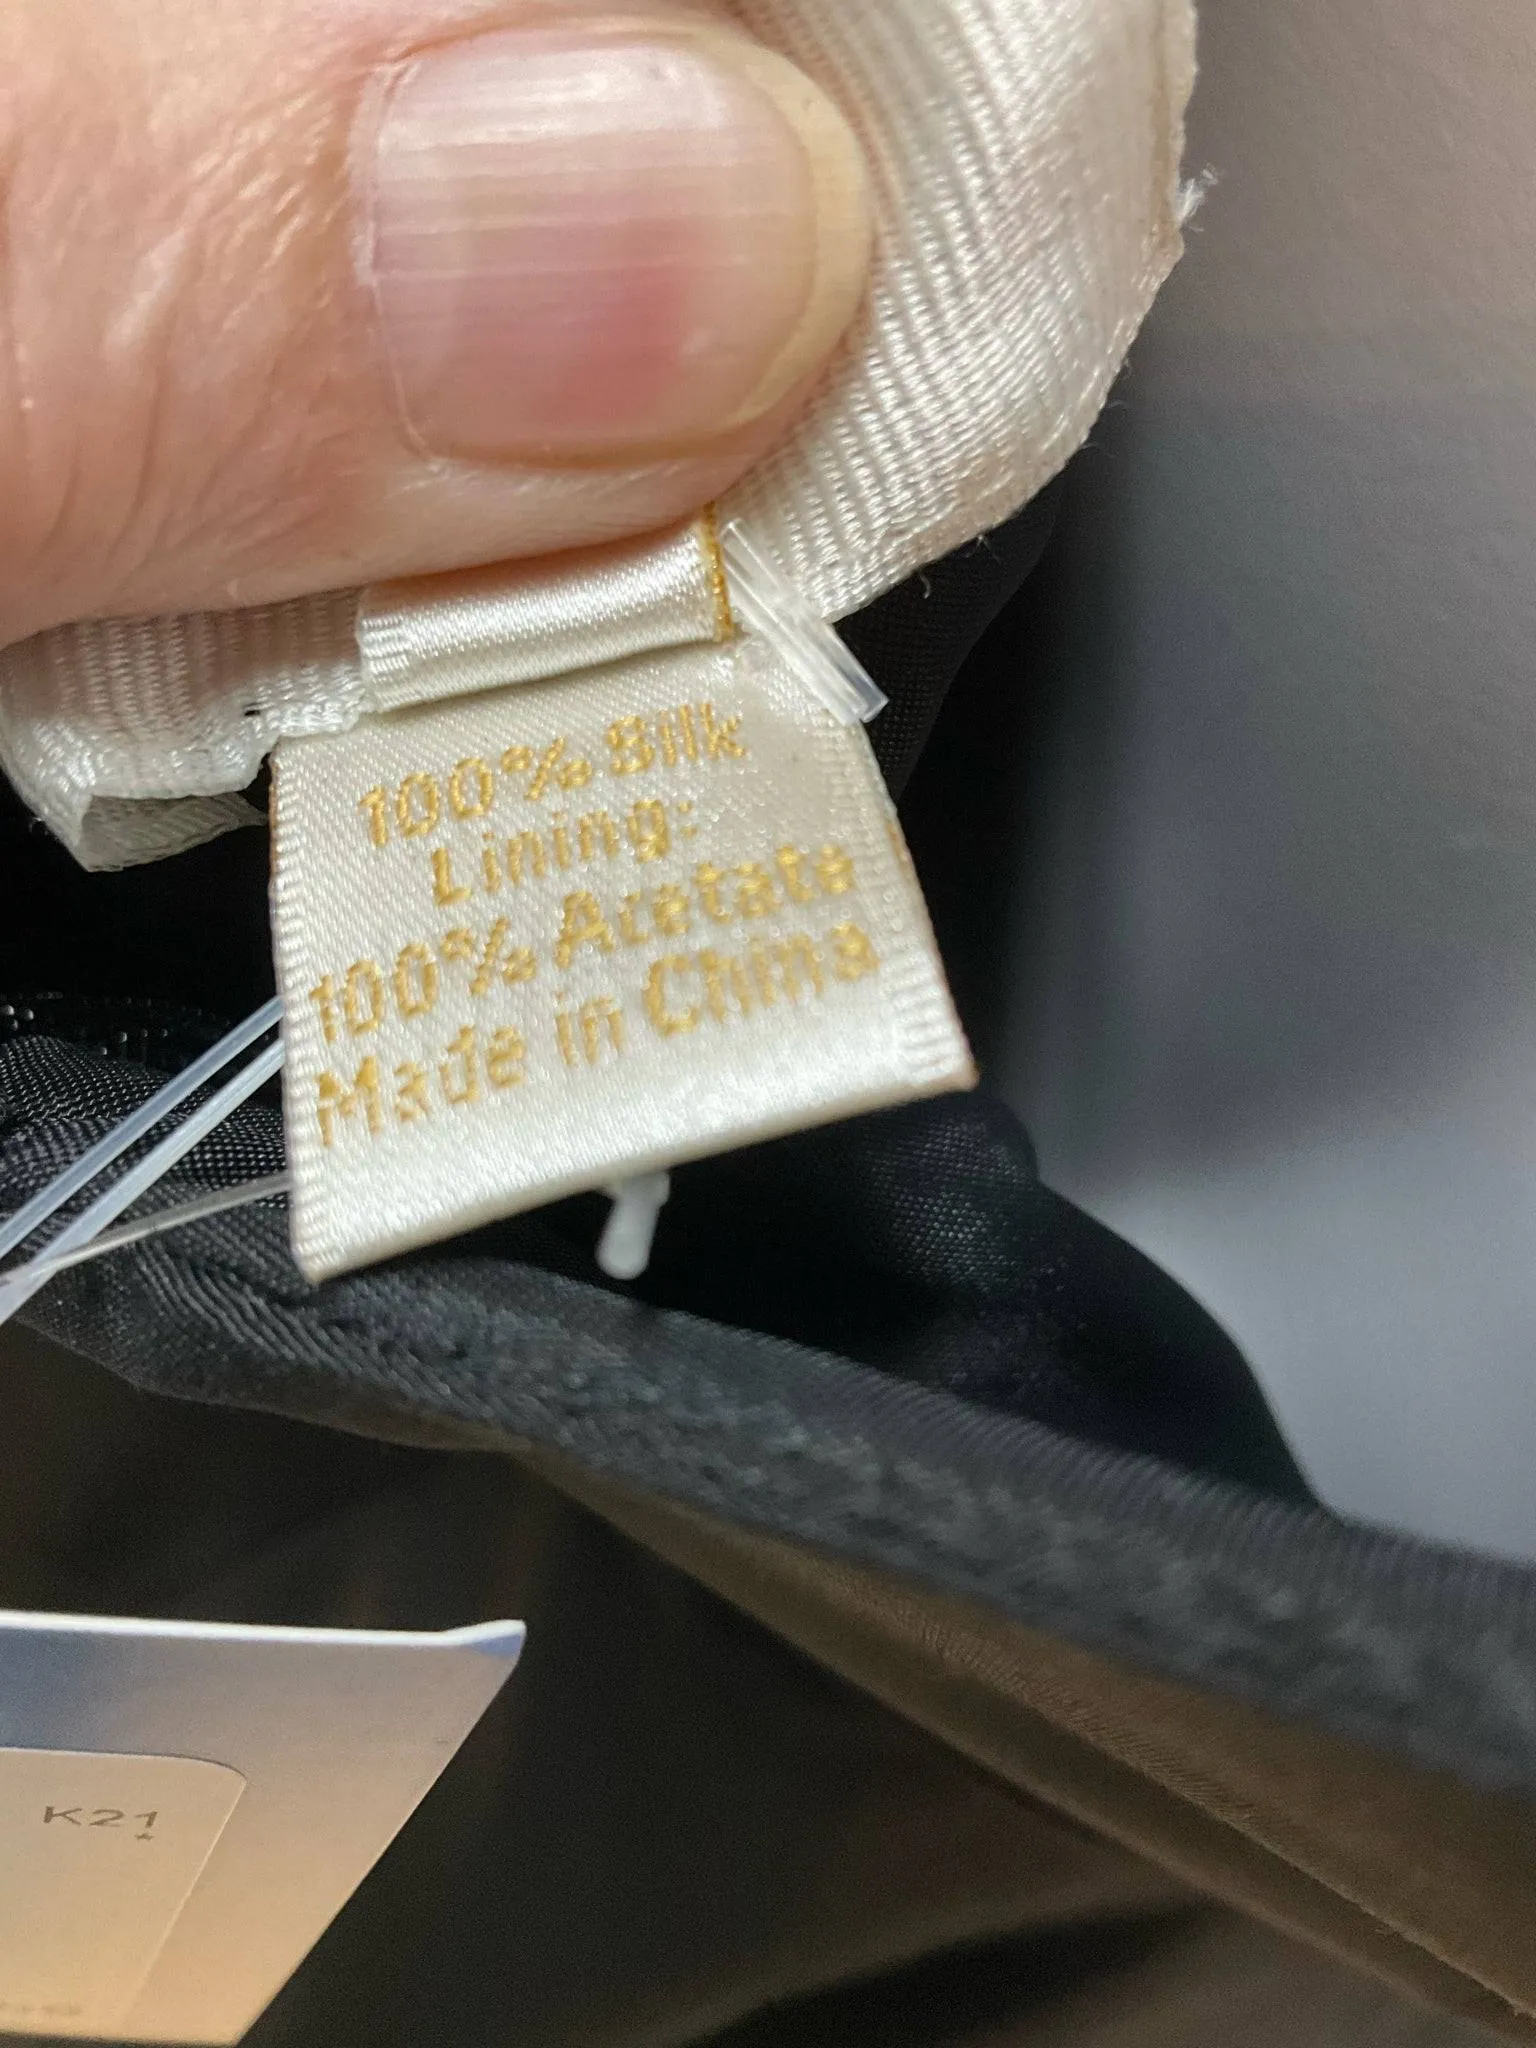 100% Silk
Lining:
100% Acetate
Made in China
K21